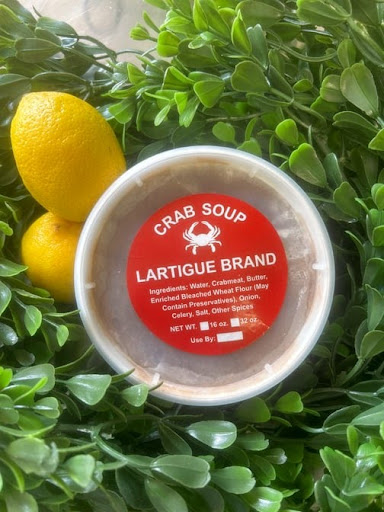 CRAB SOUP
LARTIGUE BRAND
Ingredients: Water, Crabmeat, Butter,
Enriched Bleached Wheat Flour (May
Contain Preservatives), Onion,
Celery, Salt, Other Spices
NET WT. 16 oz. 32 oz.
Use By: